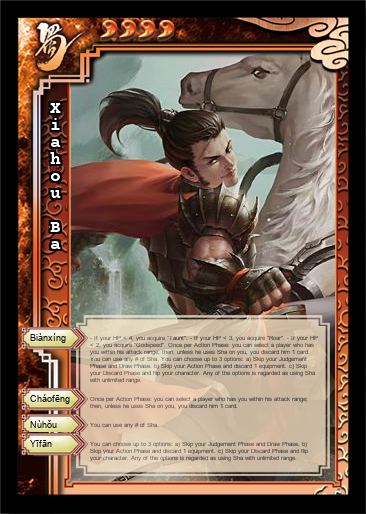 蜀
Xiahou Ba
Biànxíng
- If your HP < 4, you acquire "Taunt". - If your HP < 3, you acquire "Roar". - If your HP
< 2, you acquire "Godspeed". Once per Action Phase: you can select a player who has
you within his attack range; then, unless he uses Sha on you, you discard him 1 card.
You can use any # of Sha. You can choose up to 3 options: a) Skip your Judgement
Phase and Draw Phase. b) Skip your Action Phase and discard 1 equipment. c) Skip
your Discard Phase and flip your character. Any of the options is regarded as using Sha
with unlimited range.
Cháofěng
Once per Action Phase: you can select a player who has you within his attack range;
then, unless he uses Sha on you, you discard him 1 card.
Nùhǒu
You can use any # of Sha.
Yīfān
You can choose up to 3 options: a) Skip your Judgement Phase and Draw Phase. b)
Skip your Action Phase and discard 1 equipment. c) Skip your Discard Phase and flip
your character. Any of the options is regarded as using Sha with unlimited range.